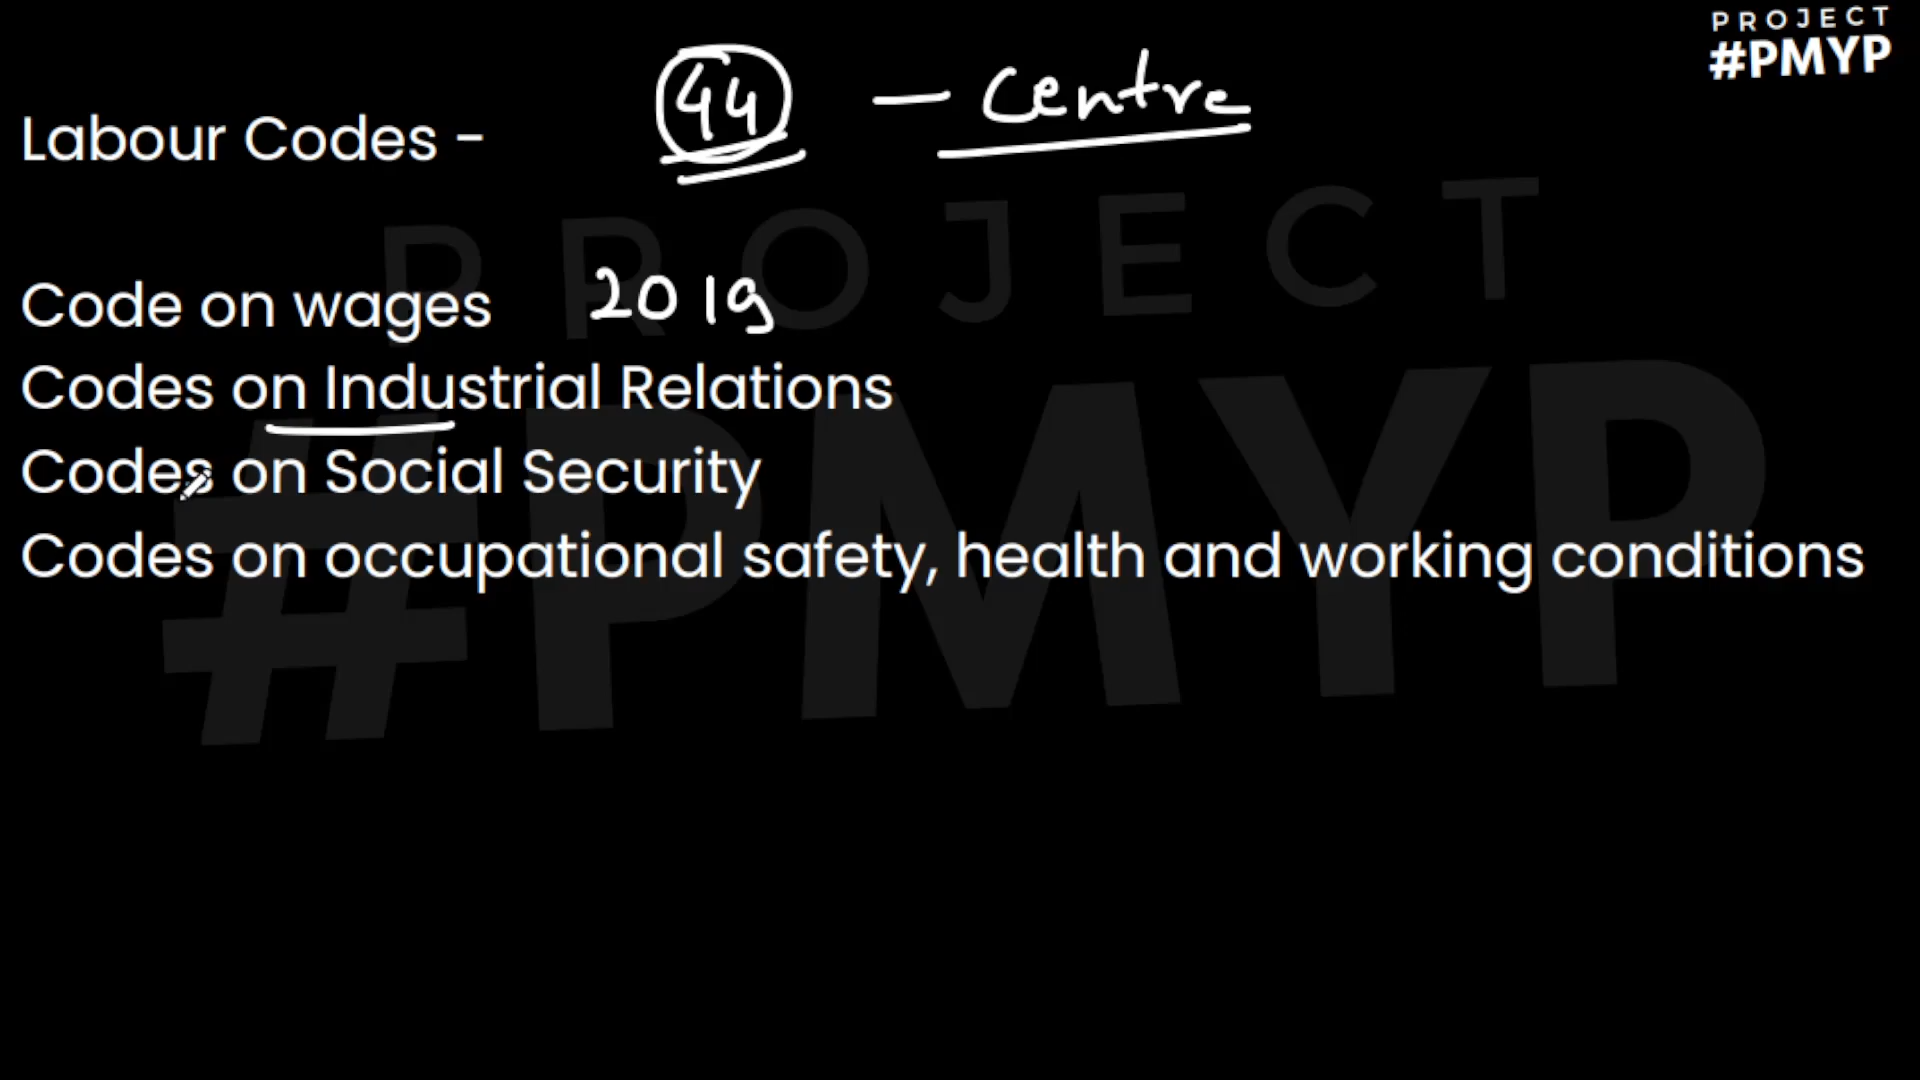 PROJECT
#PMYP
44 - Centre
Labour Codes -
Code on wages 2019
Codes on Industrial Relations
Codes on Social Security
Codes on occupational safety, health and working conditions
PROJECT
#PMYP